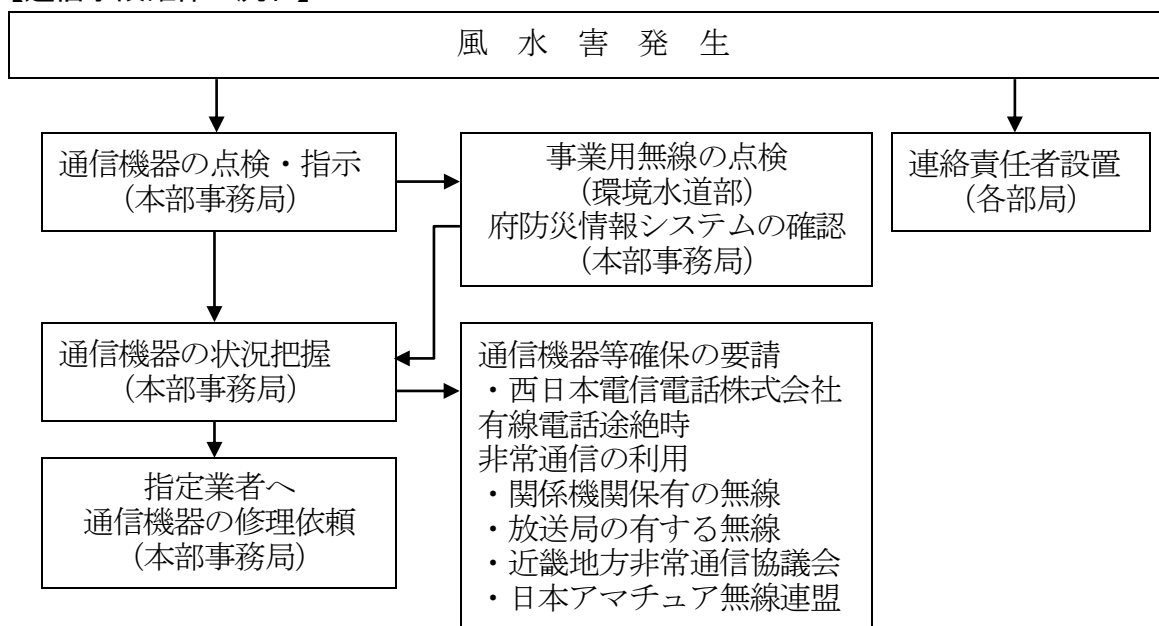 風水害発生
通信機器の点検・指示
(本部事務局)
事業用無線の点検
(環境水道部)
府防災情報システムの確認
(本部事務局)
連絡責任者設置
(各部局)
通信機器の状況把握
(本部事務局)
通信機器等確保の要請
・西日本電信電話株式会社
有線電話途絶時
非常通信の利用
・関係機関保有の無線
・放送局の有する無線
・近畿地方非常通信協議会
・日本アマチュア無線連盟
指定業者へ
通信機器の修理依頼
(本部事務局)